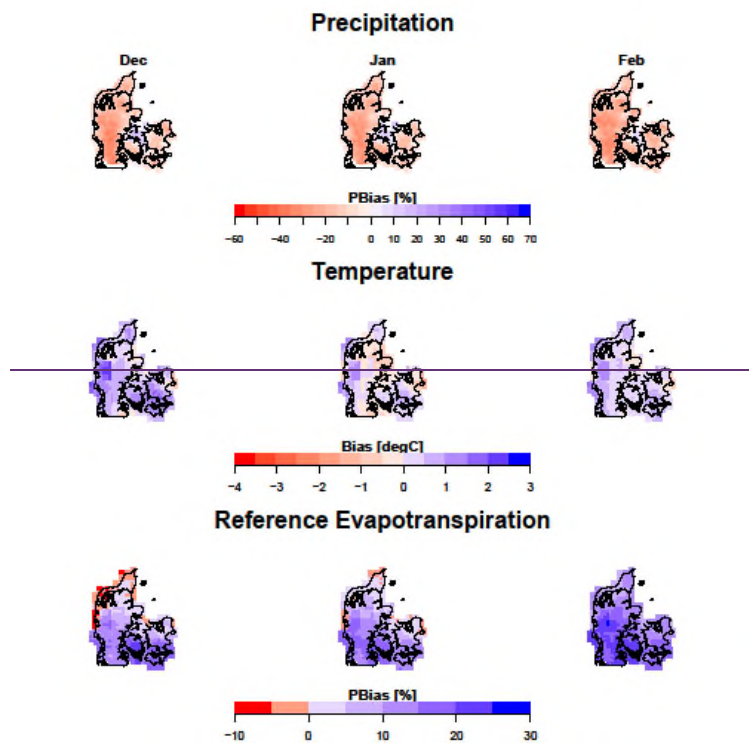 Precipitation
Dec Jan Feb
PBias [%]
−60 −40 −20 0 10 20 30 40 50 60 70
Temperature
Bias [degC]
−4 −3 −2 −1 0 1 2 3
Reference Evapotranspiration
PBias [%]
−10 0 10 20 30